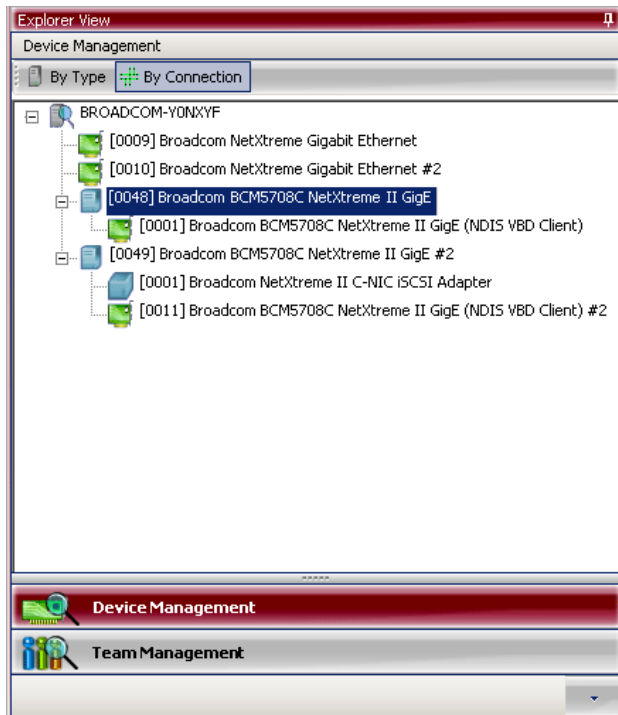 Explorer View
Device Management
By Type By Connection
BROADCOM-Y0NXYF
[0009] Broadcom NetXtreme Gigabit Ethernet
[0010] Broadcom NetXtreme Gigabit Ethernet #2
[0048] Broadcom BCM5708C NetXtreme II GigE
[0001] Broadcom BCM5708C NetXtreme II GigE (NDIS VBD Client)
[0049] Broadcom BCM5708C NetXtreme II GigE #2
[0001] Broadcom NetXtreme II C-NIC iSCSI Adapter
[0011] Broadcom BCM5708C NetXtreme II GigE (NDIS VBD Client) #2
Device Management
Team Management